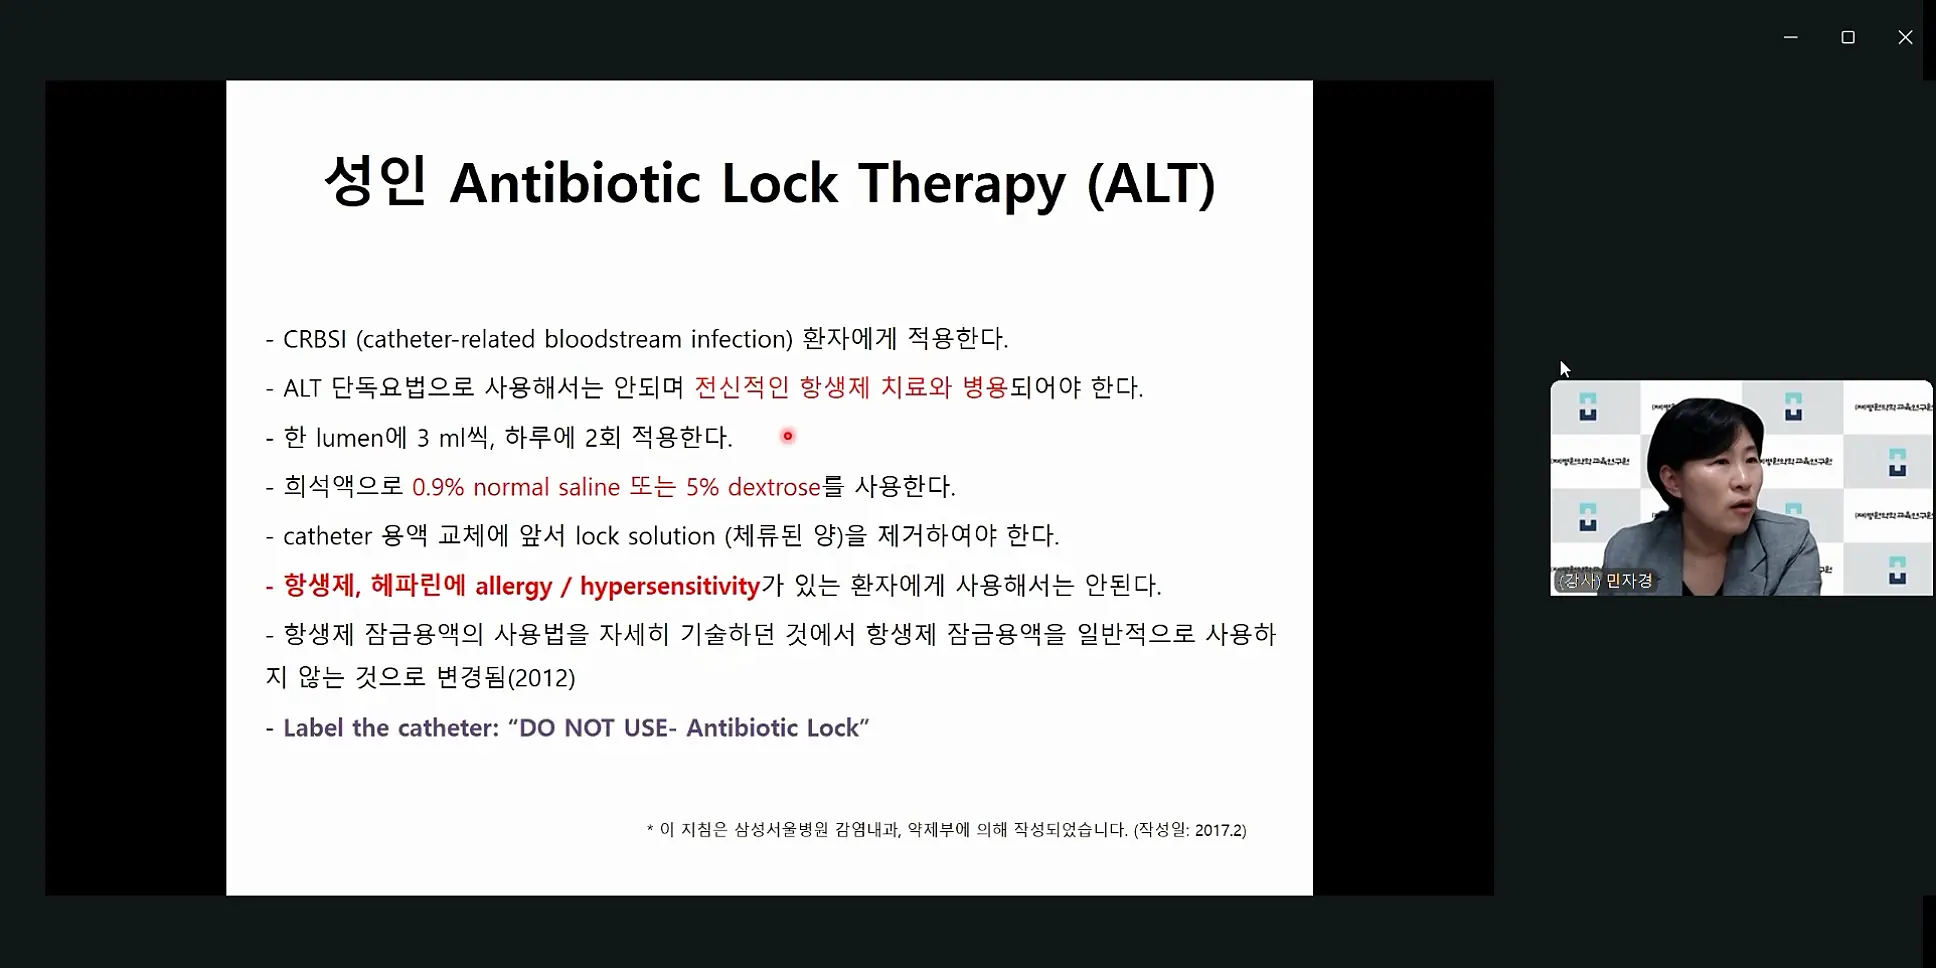 성인 Antibiotic Lock Therapy (ALT)
- CRBSI (catheter-related bloodstream infection) 환자에게 적용한다.
- ALT 단독요법으로 사용해서는 안되며 전신적인 항생제 치료와 병용되어야 한다.
- 한 lumen에 3 ml씩, 하루에 2회 적용한다.
- 희석액으로 0.9% normal saline 또는 5% dextrose를 사용한다.
- catheter 용액 교체에 앞서 lock solution (체류된 양)을 제거하여야 한다.
- 항생제, 헤파린에 allergy / hypersensitivity가 있는 환자에게 사용해서는 안된다.
- 항생제 잠금용액의 사용법을 자세히 기술하던 것에서 항생제 잠금용액을 일반적으로 사용하
지 않는 것으로 변경됨(2012)
- Label the catheter: “DO NOT USE- Antibiotic Lock”
* 이 지침은 삼성서울병원 감염내과, 약제부에 의해 작성되었습니다. (작성일: 2017.2)
(강사) 민자경